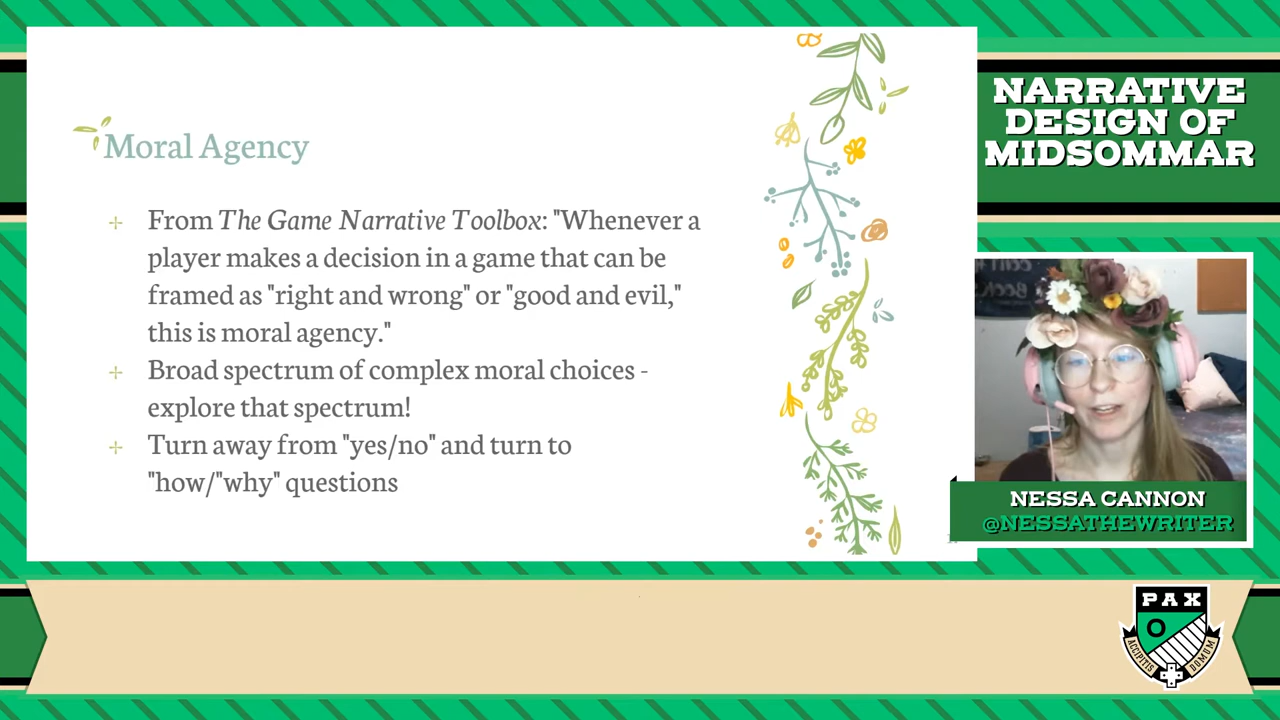 Moral Agency
From The Game Narrative Toolbox: "Whenever a
player makes a decision in a game that can be
framed as "right and wrong" or "good and evil,"
this is moral agency."
Broad spectrum of complex moral choices -
explore that spectrum!
Turn away from "yes/no" and turn to
"how/"why" questions
NARRATIVE
DESIGN OF
MIDSOMMAR
NESSA CANNON
@NESSATHEWRITER
PAX
O
ACCIPITIS
DOMUM